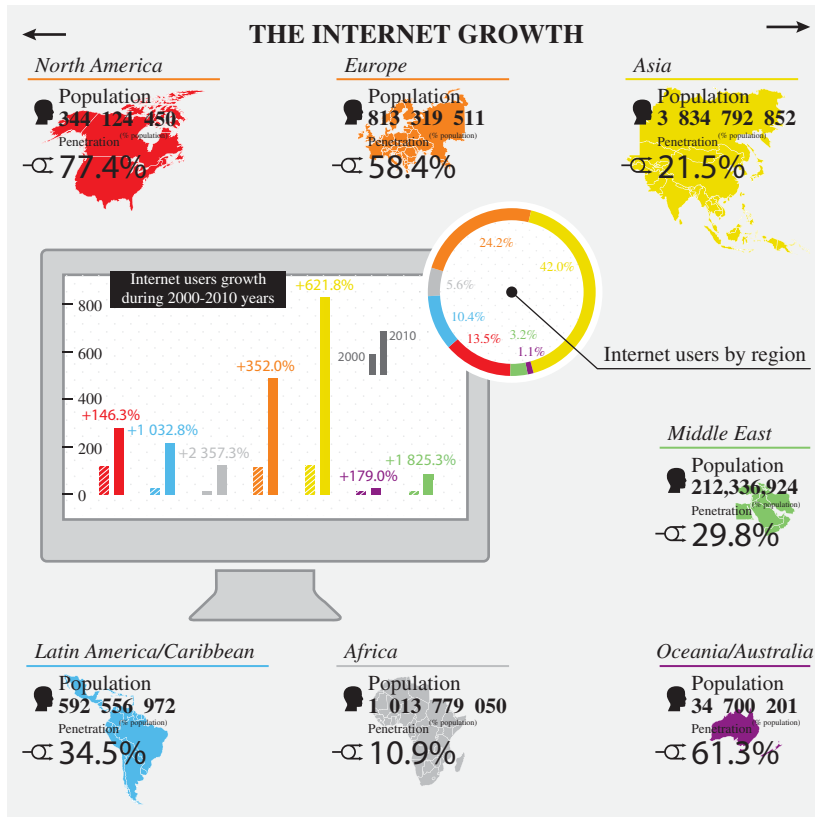 THE INTERNET GROWTH
North America
Population
344 124 450
(% population)
Penetration
77.4%
Europe
Population
813 319 511
(% population)
Penetration
58.4%
Asia
Population
3 834 792 852
(% population)
Penetration
21.5%
Internet users growth
during 2000-2010 years
800
600
400
200
0
+146.3%
+1 032.8%
+2 357.3%
+352.0%
+621.8%
+179.0%
+1 825.3%
2000
2010
24.2%
42.0%
5.6%
10.4%
13.5%
3.2%
1.1%
Internet users by region
Middle East
Population
212,336,924
(% population)
Penetration
29.8%
Latin America/Caribbean
Population
592 556 972
(% population)
Penetration
34.5%
Africa
Population
1 013 779 050
(% population)
Penetration
10.9%
Oceania/Australia
Population
34 700 201
(% population)
Penetration
61.3%